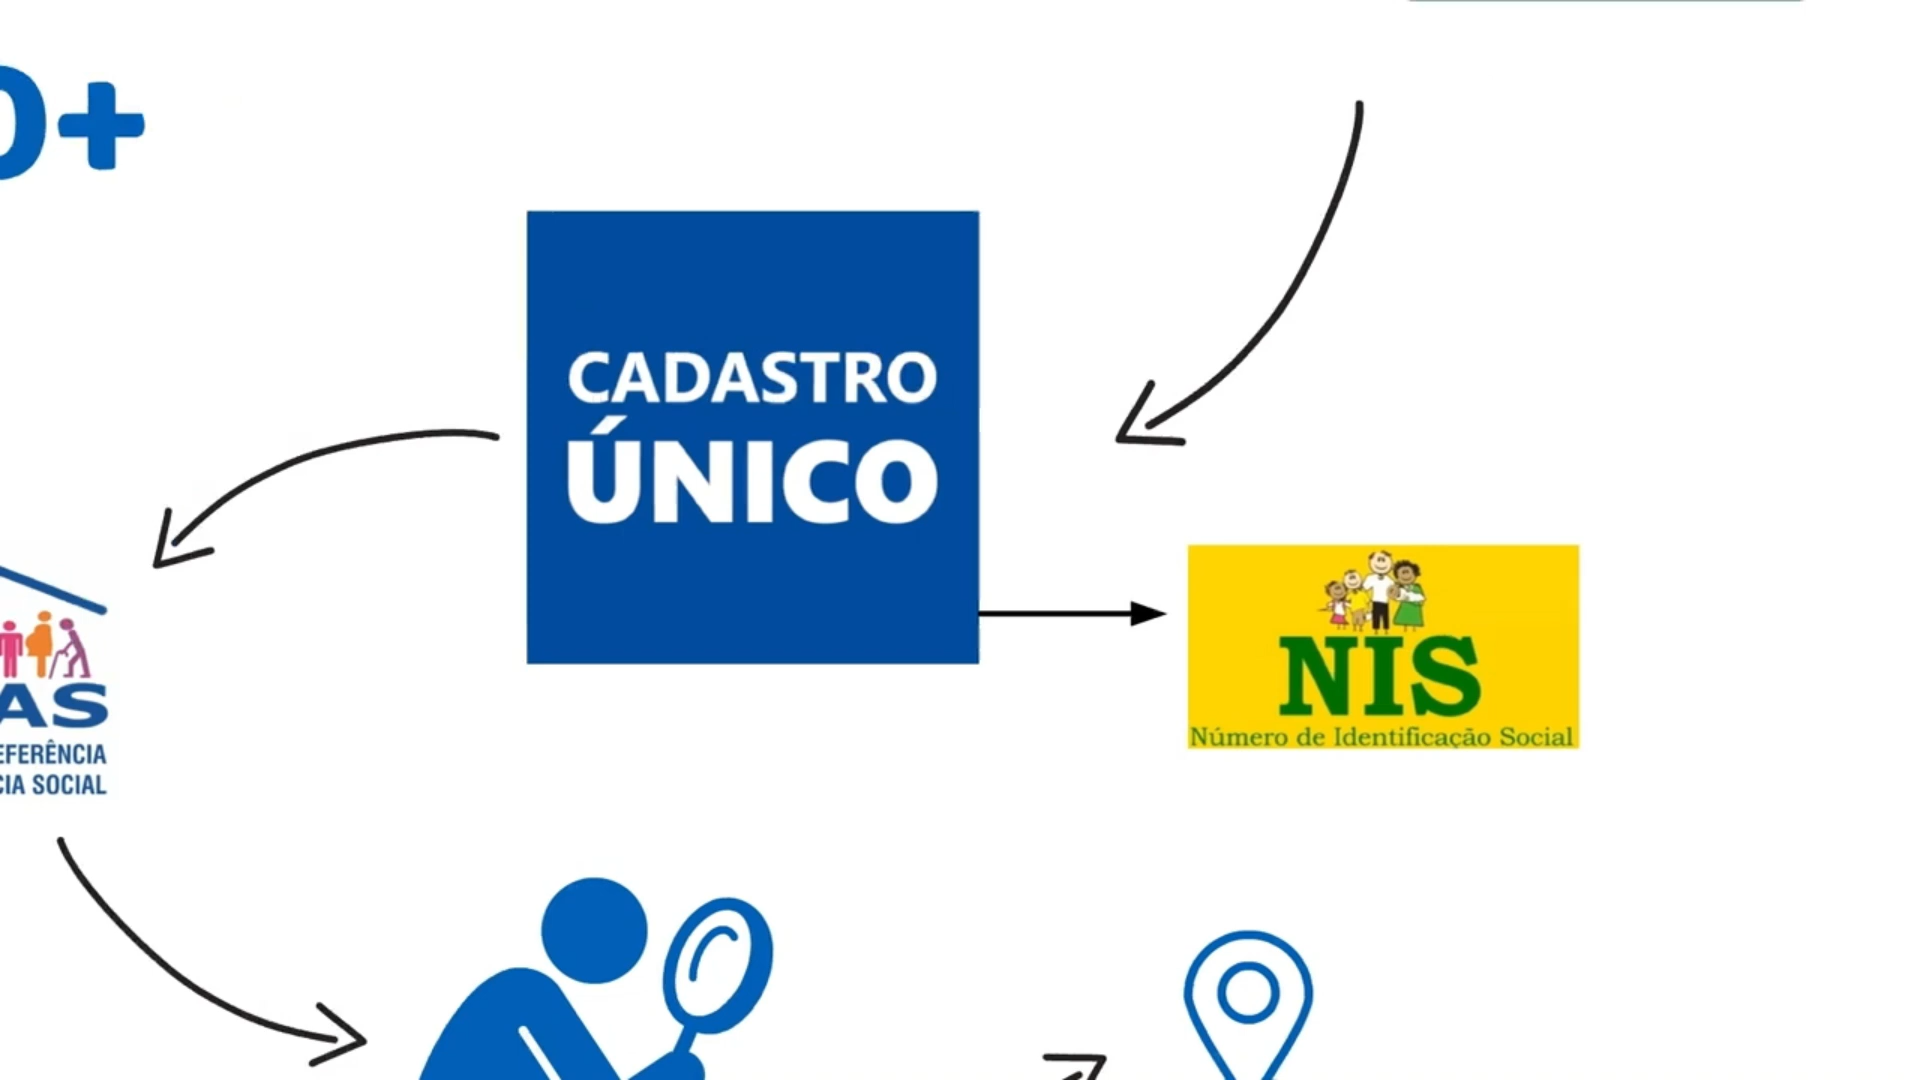 0+
CADASTRO
ÚNICO
NIS
Número de Identificação Social
AS
EFERÊNCIA
CIA SOCIAL